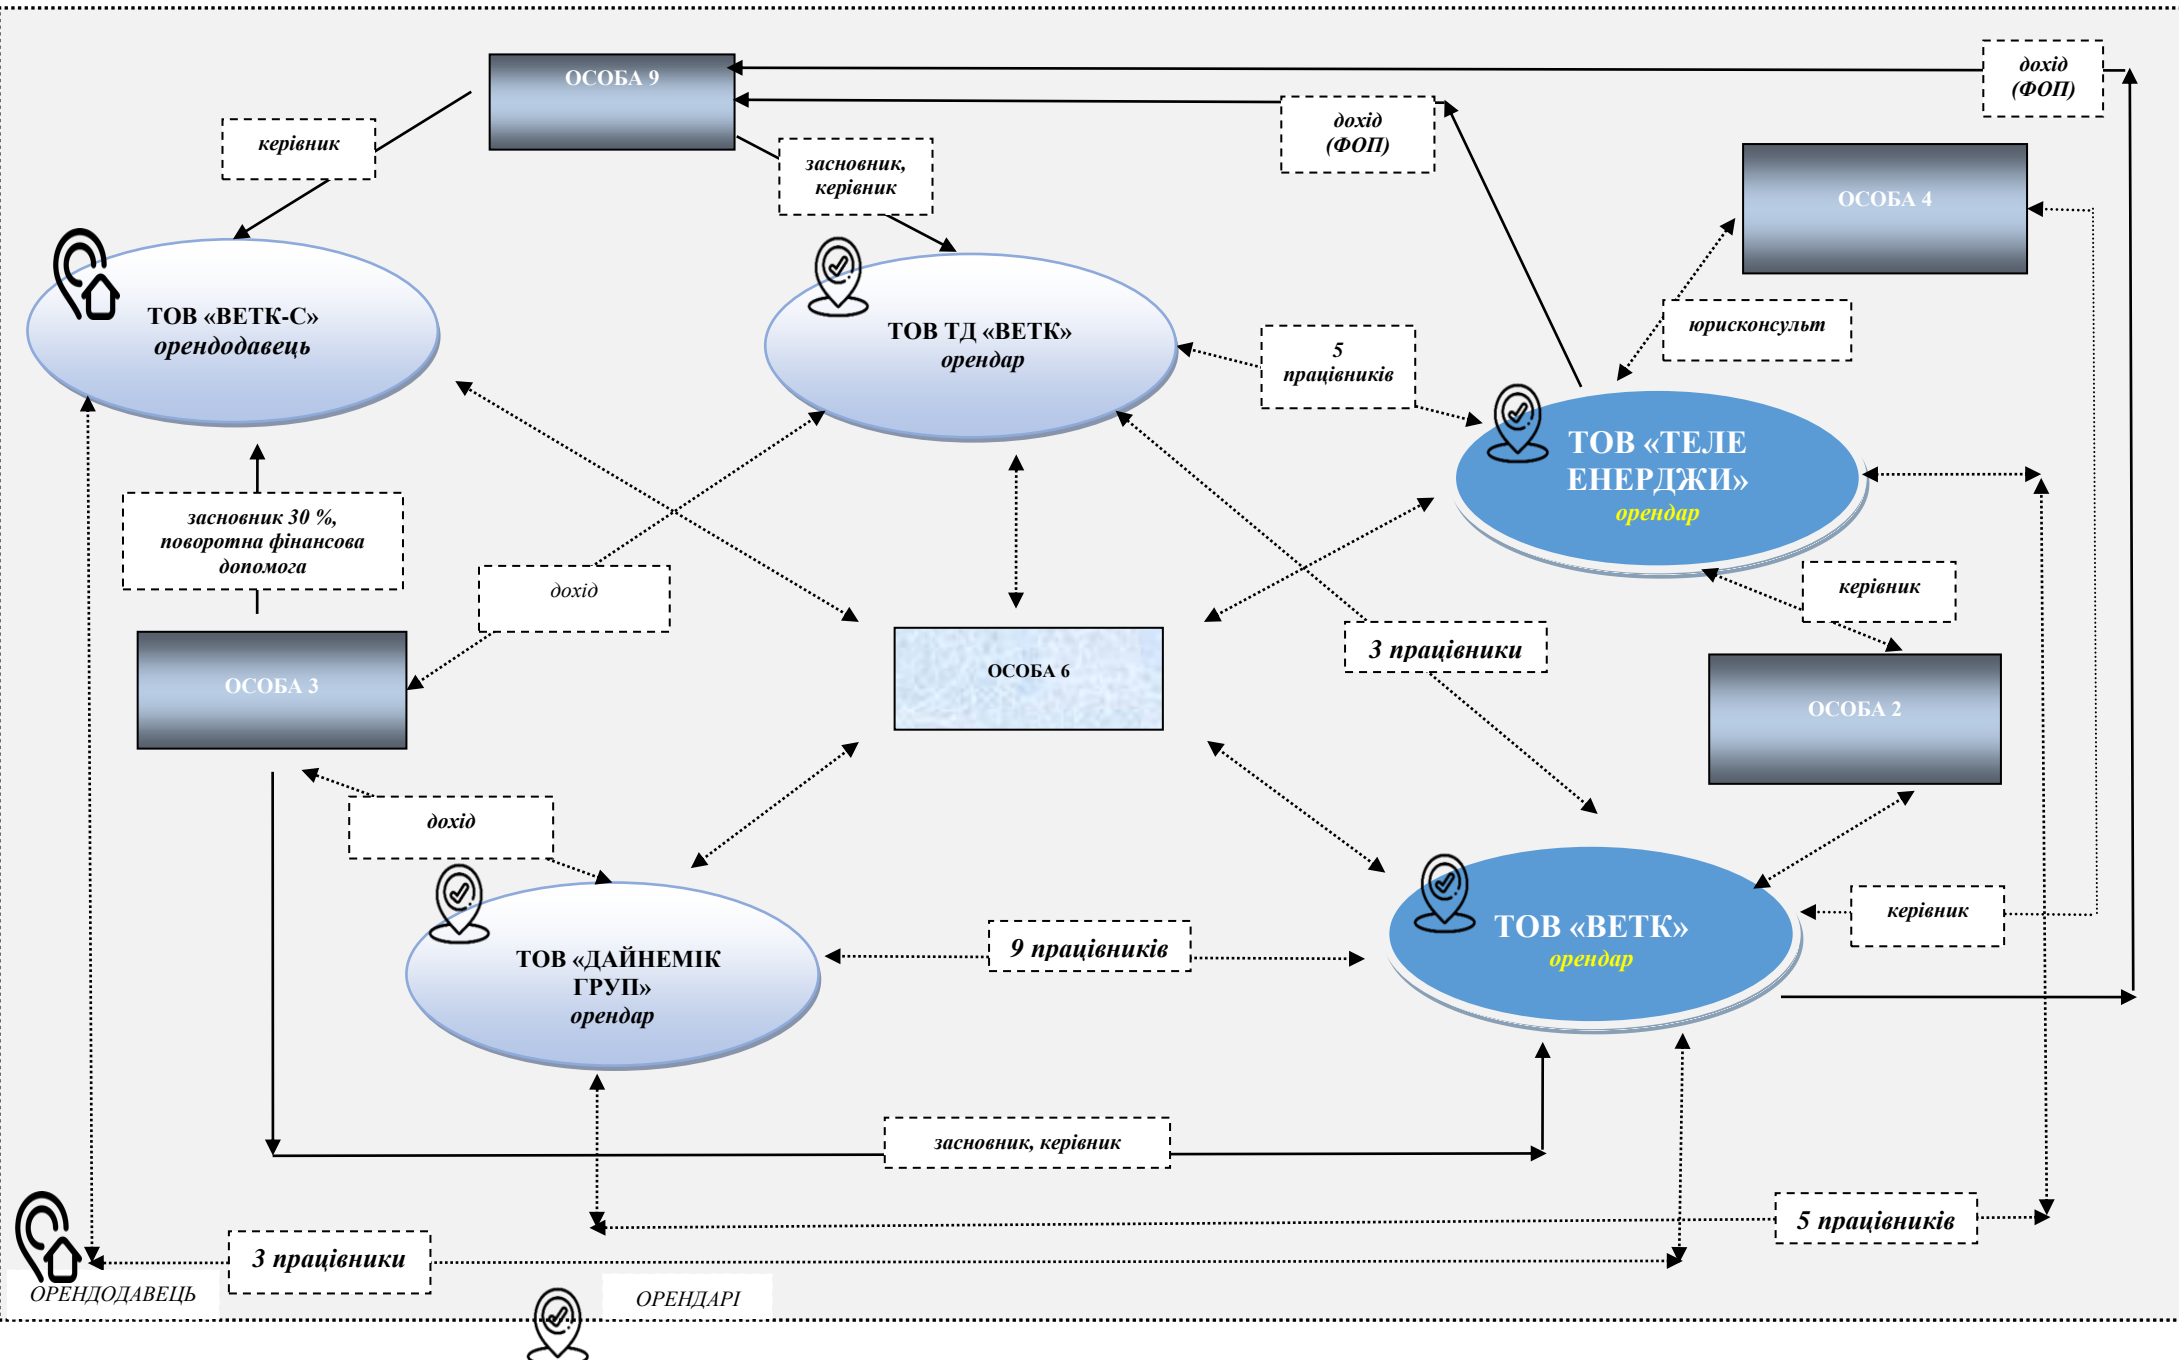 ОСОБА 9
дохід
(ФОП)
дохід
(ФОП)
керівник
засновник,
керівник
ОСОБА 4
ТОВ «ВЕТК-С»
орендодавець
ТОВ ТД «ВЕТК»
орендар
юрисконсульт
5
працівників
ТОВ «ТЕЛЕ
ЕНЕРДЖИ»
орендар
засновник 30 %,
поворотна фінансова
допомога
дохід
керівник
3 працівники
ОСОБА 3
ОСОБА 6
ОСОБА 2
дохід
керівник
ТОВ «ДАЙНЕМІК
ГРУП»
орендар
9 працівників
ТОВ «ВЕТК»
орендар
засновник, керівник
5 працівників
3 працівники
ОРЕНДОДАВЕЦЬ
ОРЕНДАРІ